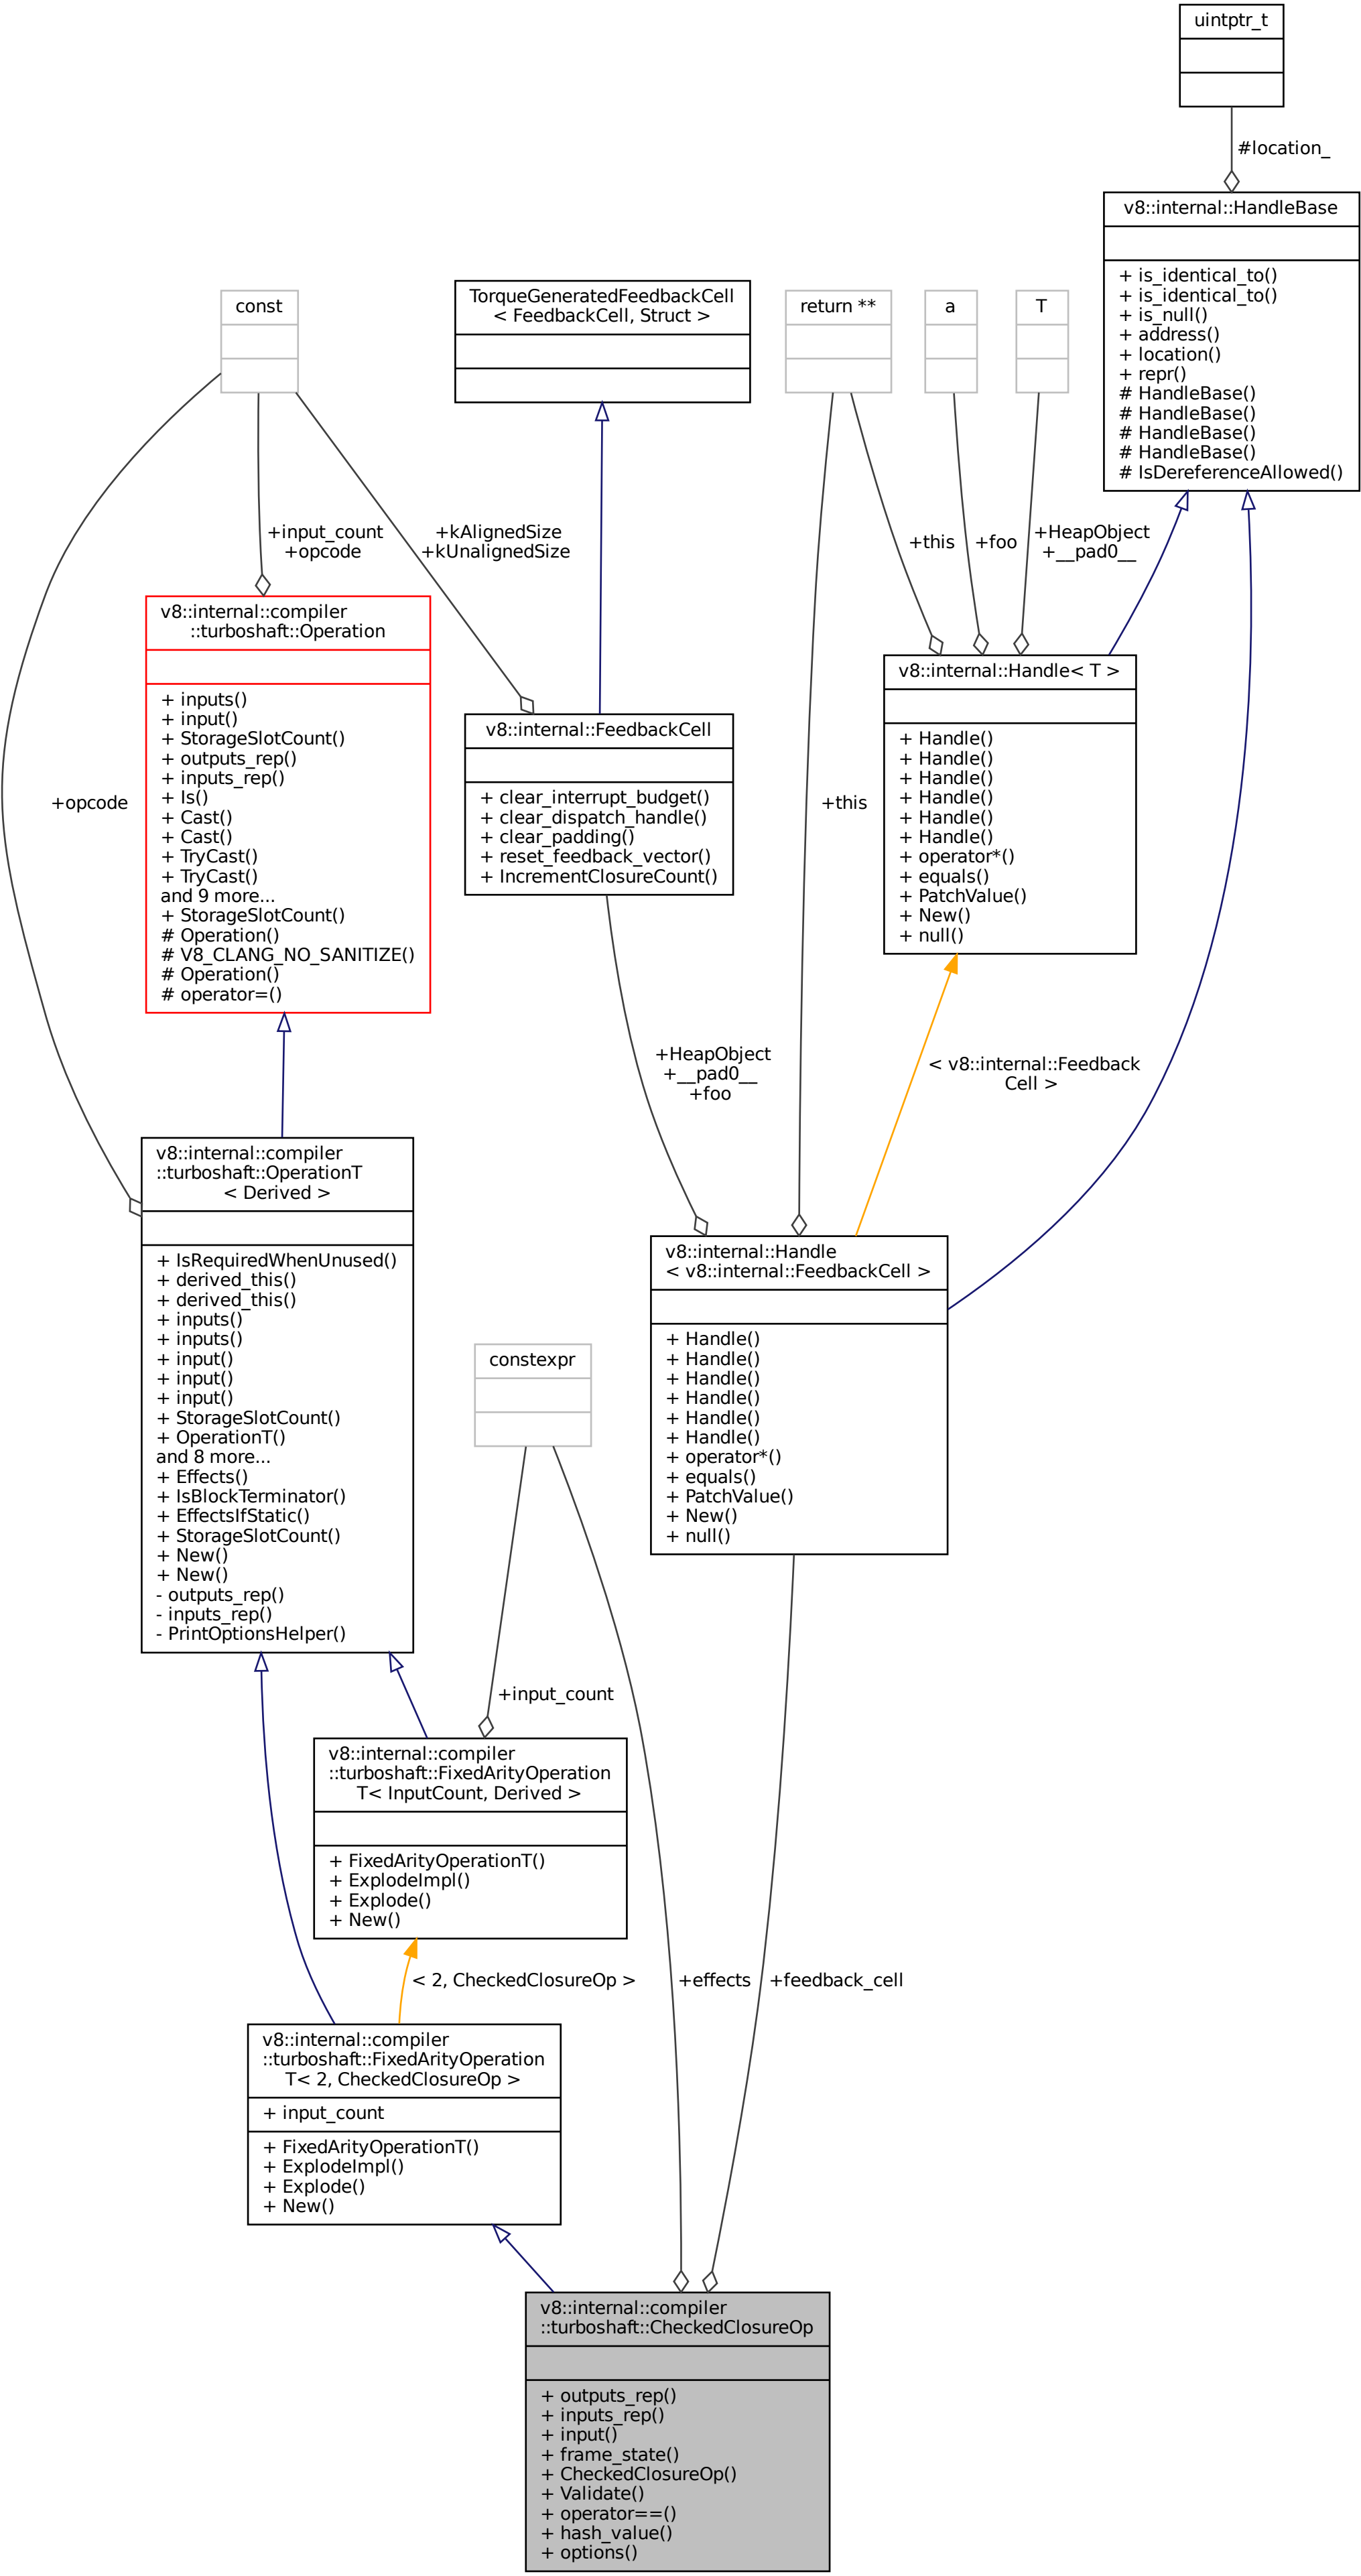 uintptr_t
#location_
v8::internal::HandleBase
+ is_identical_to()
+ is_identical_to()
+ is_null()
+ address()
+ location()
+ repr()
# HandleBase()
# HandleBase()
# HandleBase()
# HandleBase()
# IsDereferenceAllowed()
const
TorqueGeneratedFeedbackCell
< FeedbackCell, Struct >
return **
a
T
+input_count
+opcode
+kAlignedSize
+kUnalignedSize
+this
+foo
+HeapObject
+__pad0__
v8::internal::compiler
::turboshaft::Operation
+ inputs()
+ input()
+ StorageSlotCount()
+ outputs_rep()
+ inputs_rep()
+ Is()
+ Cast()
+ Cast()
+ TryCast()
+ TryCast()
and 9 more...
+ StorageSlotCount()
# Operation()
# V8_CLANG_NO_SANITIZE()
# Operation()
# operator=()
v8::internal::FeedbackCell
+ clear_interrupt_budget()
+ clear_dispatch_handle()
+ clear_padding()
+ reset_feedback_vector()
+ IncrementClosureCount()
v8::internal::Handle< T >
+ Handle()
+ Handle()
+ Handle()
+ Handle()
+ Handle()
+ Handle()
+ operator*()
+ equals()
+ PatchValue()
+ New()
+ null()
+opcode
+this
+HeapObject
+__pad0__
+foo
< v8::internal::Feedback
Cell >
v8::internal::compiler
::turboshaft::OperationT
< Derived >
+ IsRequiredWhenUnused()
+ derived_this()
+ derived_this()
+ inputs()
+ inputs()
+ input()
+ input()
+ input()
+ StorageSlotCount()
+ OperationT()
and 8 more...
+ Effects()
+ IsBlockTerminator()
+ EffectsIfStatic()
+ StorageSlotCount()
+ New()
+ New()
- outputs_rep()
- inputs_rep()
- PrintOptionsHelper()
v8::internal::Handle
< v8::internal::FeedbackCell >
+ Handle()
+ Handle()
+ Handle()
+ Handle()
+ Handle()
+ Handle()
+ operator*()
+ equals()
+ PatchValue()
+ New()
+ null()
constexpr
+input_count
v8::internal::compiler
::turboshaft::FixedArityOperation
T< InputCount, Derived >
+ FixedArityOperationT()
+ ExplodeImpl()
+ Explode()
+ New()
< 2, CheckedClosureOp >
+effects
+feedback_cell
v8::internal::compiler
::turboshaft::FixedArityOperation
T< 2, CheckedClosureOp >
+ input_count
+ FixedArityOperationT()
+ ExplodeImpl()
+ Explode()
+ New()
v8::internal::compiler
::turboshaft::CheckedClosureOp
+ outputs_rep()
+ inputs_rep()
+ input()
+ frame_state()
+ CheckedClosureOp()
+ Validate()
+ operator==()
+ hash_value()
+ options()